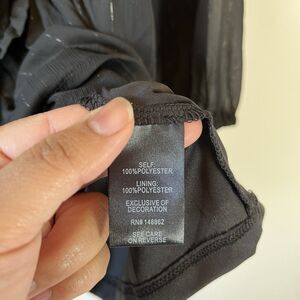 SELF:
100%POLYESTER
LINING:
100%POLYESTER
EXCLUSIVE OF
DECORATION
RN# 148862
SEE CARE
ON REVERSE